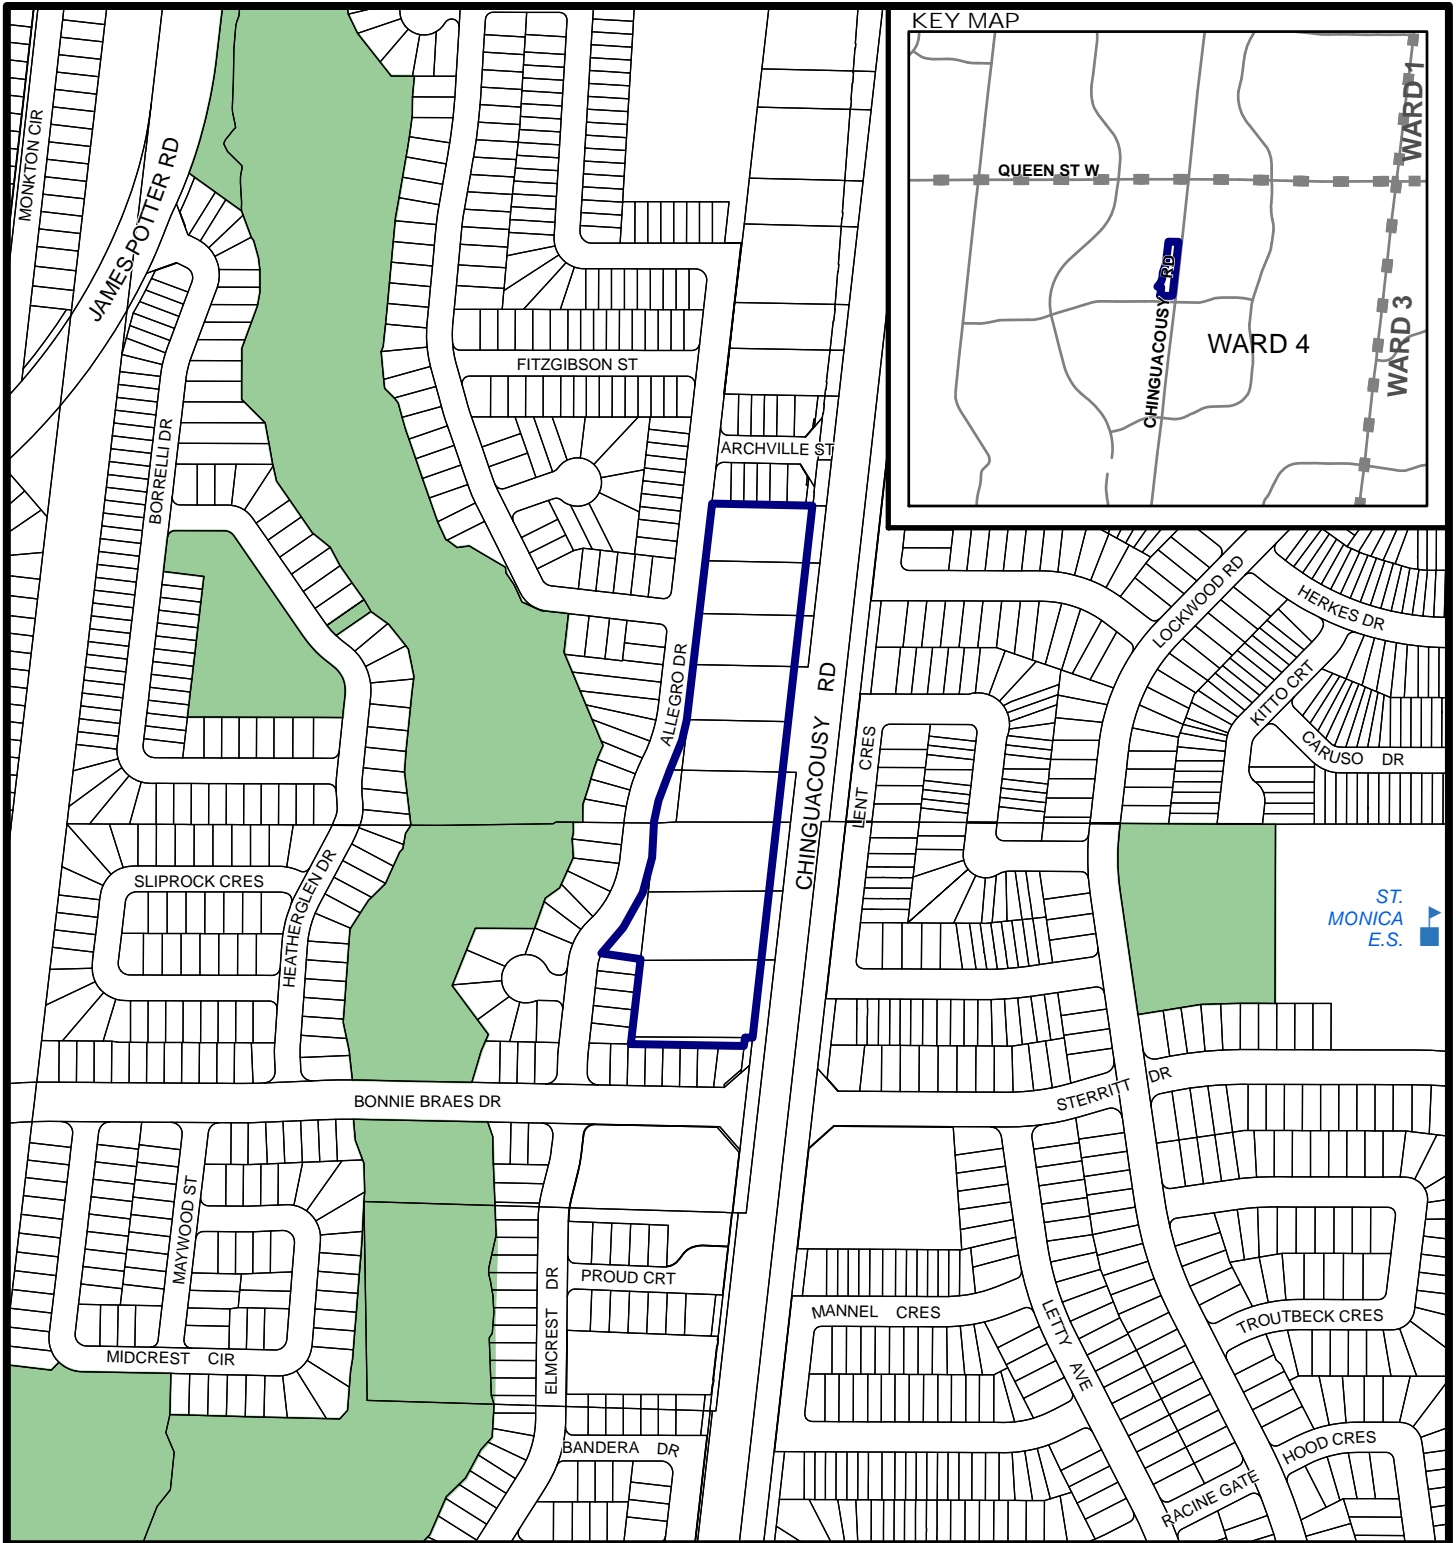 KEY MAP
WARD 1
QUEEN ST W
CHINGUACOUSY RD
WARD 4
WARD 3
MONKTON CIR
JAMES POTTER RD
FITZGIBSON ST
BORRELLI DR
ARCHVILLE ST
LOCKWOOD RD
HERKES DR
KITTO CRT
CARUSO DR
ALLEGRO DR
CHINGUACOUSY RD
LENT CRES
SLIPROCK CRES
HEATHERGLEN DR
ST.
MONICA
E.S.
BONNIE BRAES DR
STERRITT DR
MAYWOOD ST
PROUD CRT
ELMCREST DR
MANNEL CRES
LETTY AVE
TROUTBECK CRES
MIDCREST CIR
BANDERA DR
HOOD CRES
RACINE GATE